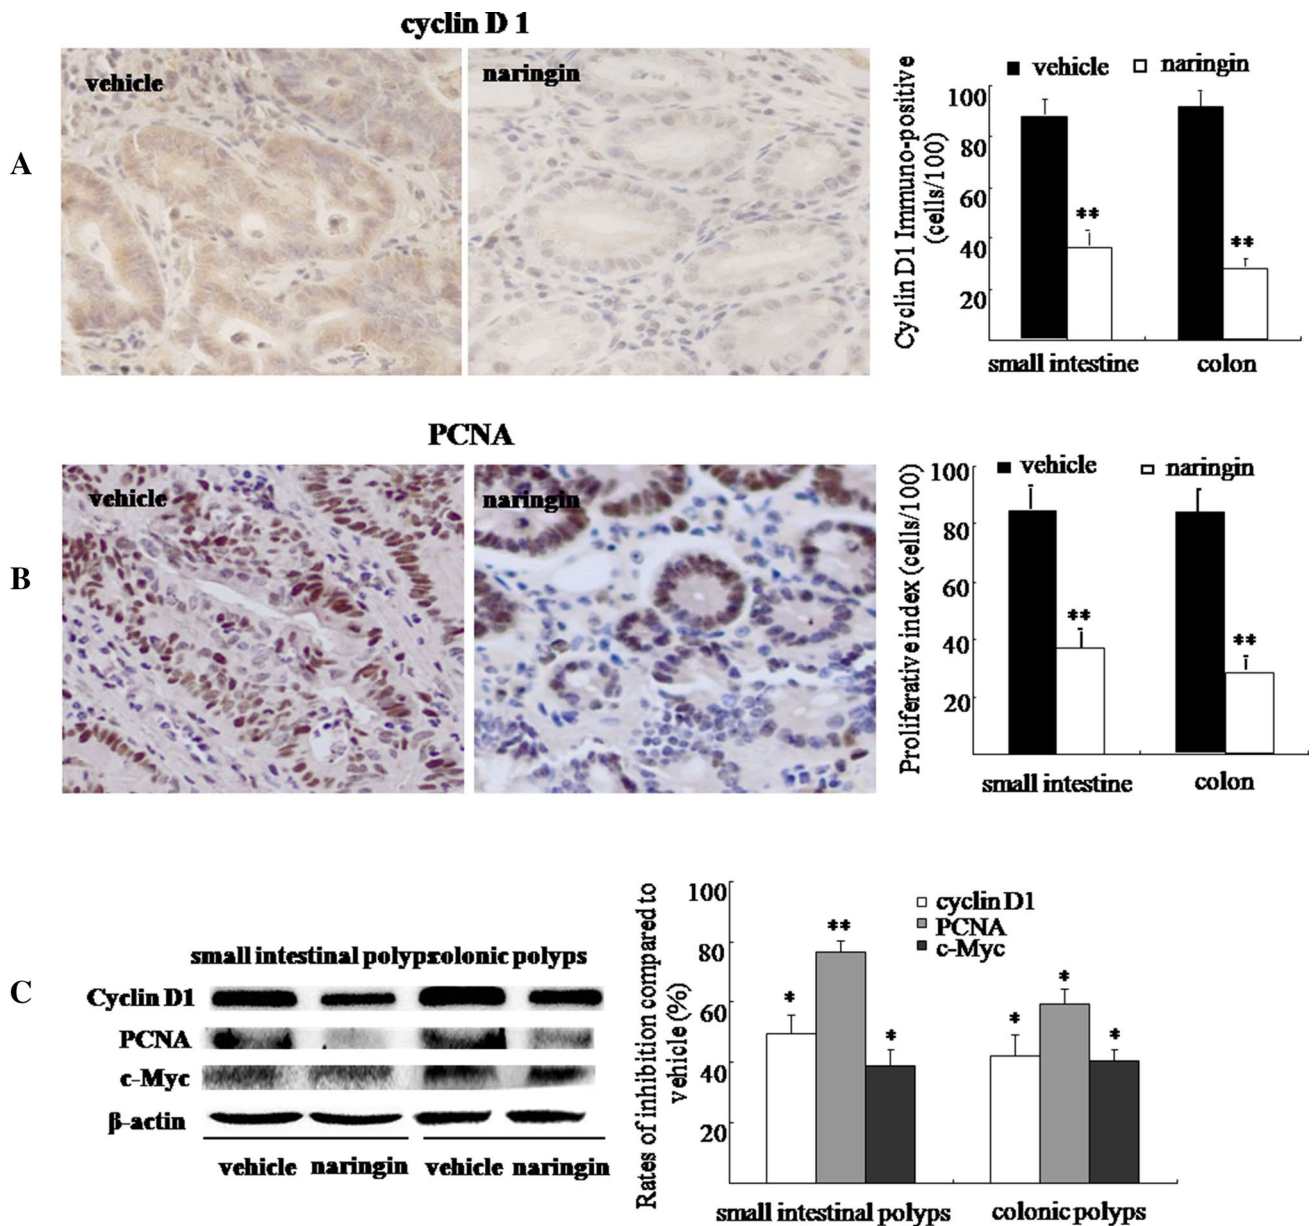 cyclin D 1
A
vehicle
naringin
vehicle naringin
Cyclin D1 Immuno-positive
(cells/100)
100
80
60
40
20
**
**
small intestine colon
PCNA
B
vehicle
naringin
vehicle naringin
Proliferative index (cells/100)
100
80
60
40
20
**
**
small intestine colon
C
small intestinal polyps colonic polyps
Cyclin D1
PCNA
c-Myc
β-actin
vehicle naringin vehicle naringin
Rates of inhibition compared to
vehicle (%)
100
80
60
40
20
cyclin D1
PCNA
c-Myc
*
**
*
*
*
*
small intestinal polyps colonic polyps